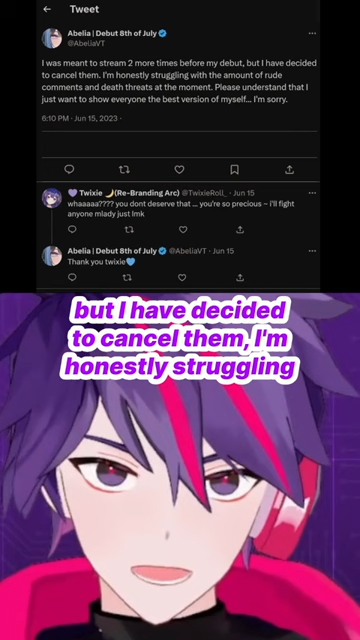 Tweet
Abelia | Debut 8th of July
@AbeliaVT
I was meant to stream 2 more times before my debut, but I have decided
to cancel them. I'm honestly struggling with the amount of rude
comments and death threats at the moment. Please understand that I
just want to show everyone the best version of myself... I'm sorry.
6:10 PM · Jun 15, 2023 ·
💜 Twixie 🌙(Re-Branding Arc) @TwixieRoll_ · Jun 15
whaaaaa???? you dont deserve that ... you're so precious – i'll fight
anyone mlady just lmk
Abelia | Debut 8th of July @AbeliaVT · Jun 15
Thank you twixie🩵
but I have decided
to cancel them, I'm
honestly struggling